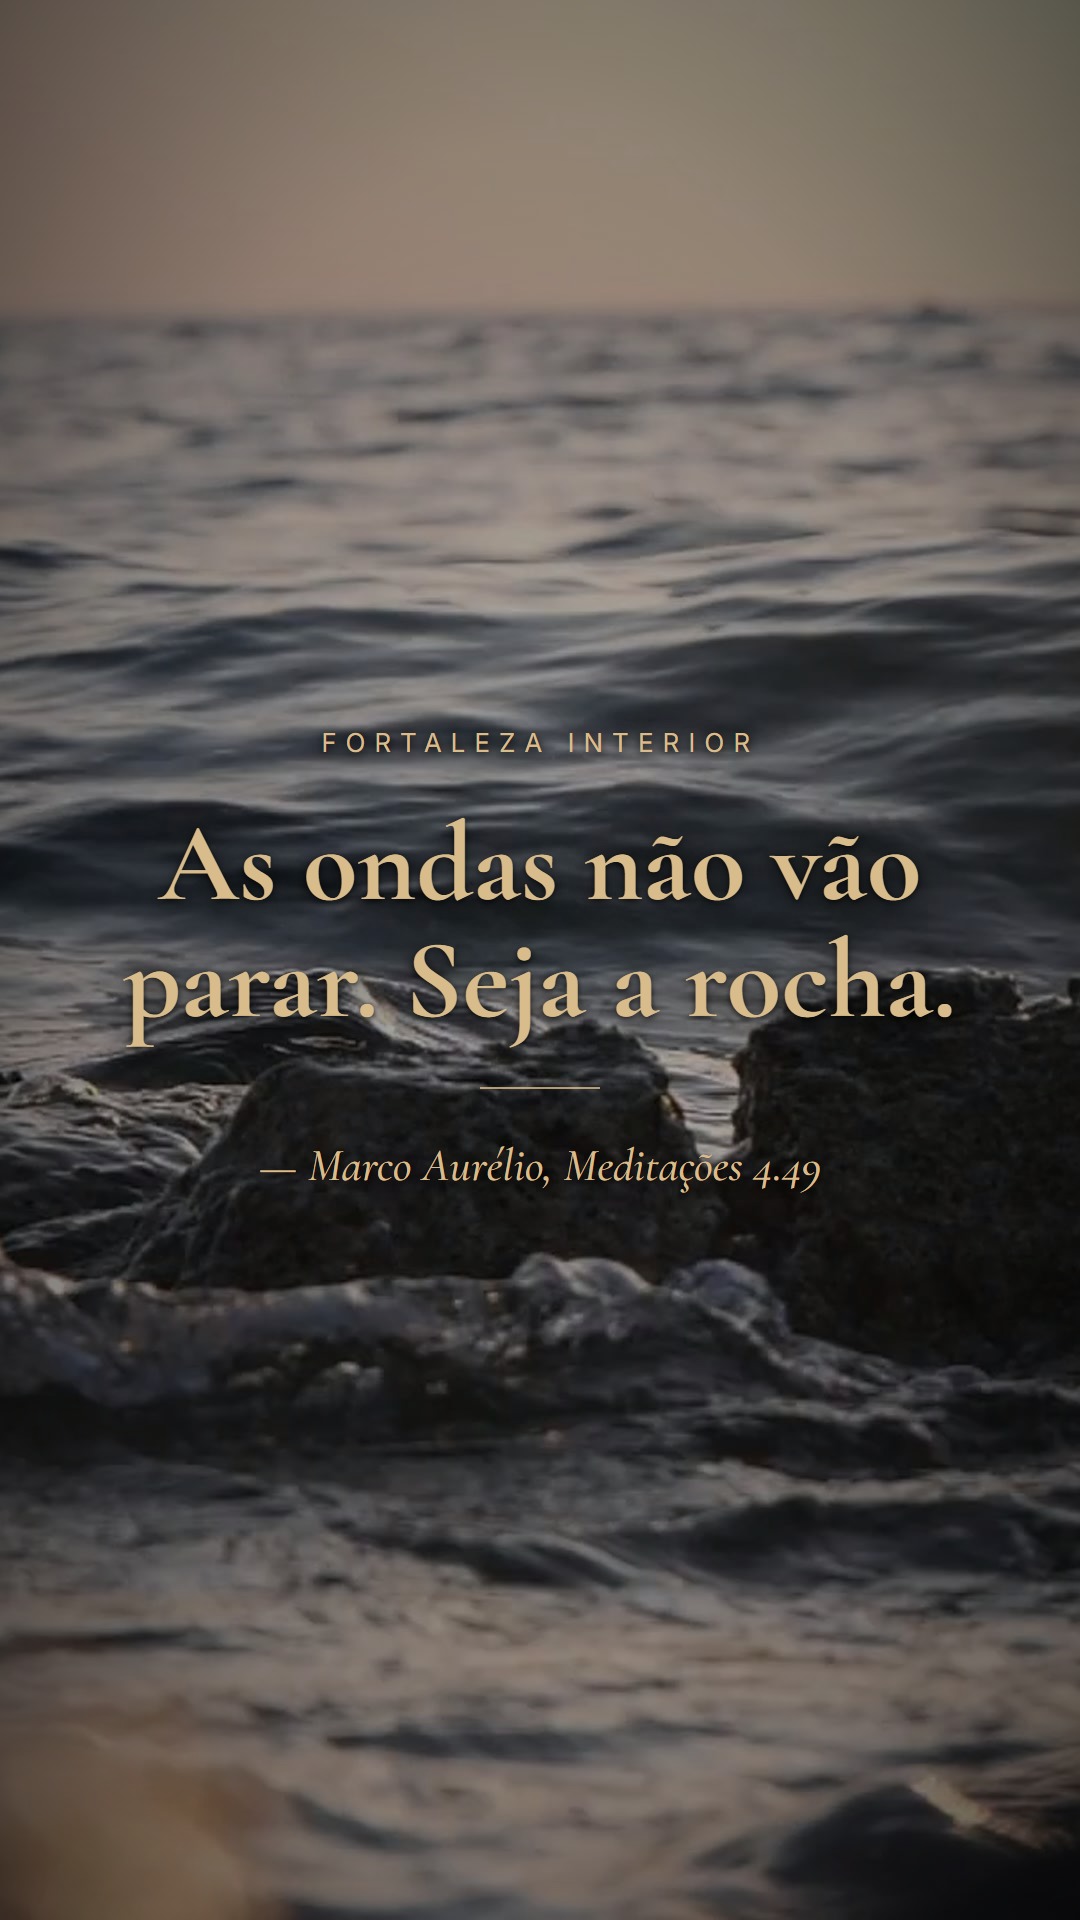 FORTALEZA INTERIOR
As ondas não vão
parar. Seja a rocha.
— Marco Aurélio, Meditações 4.49